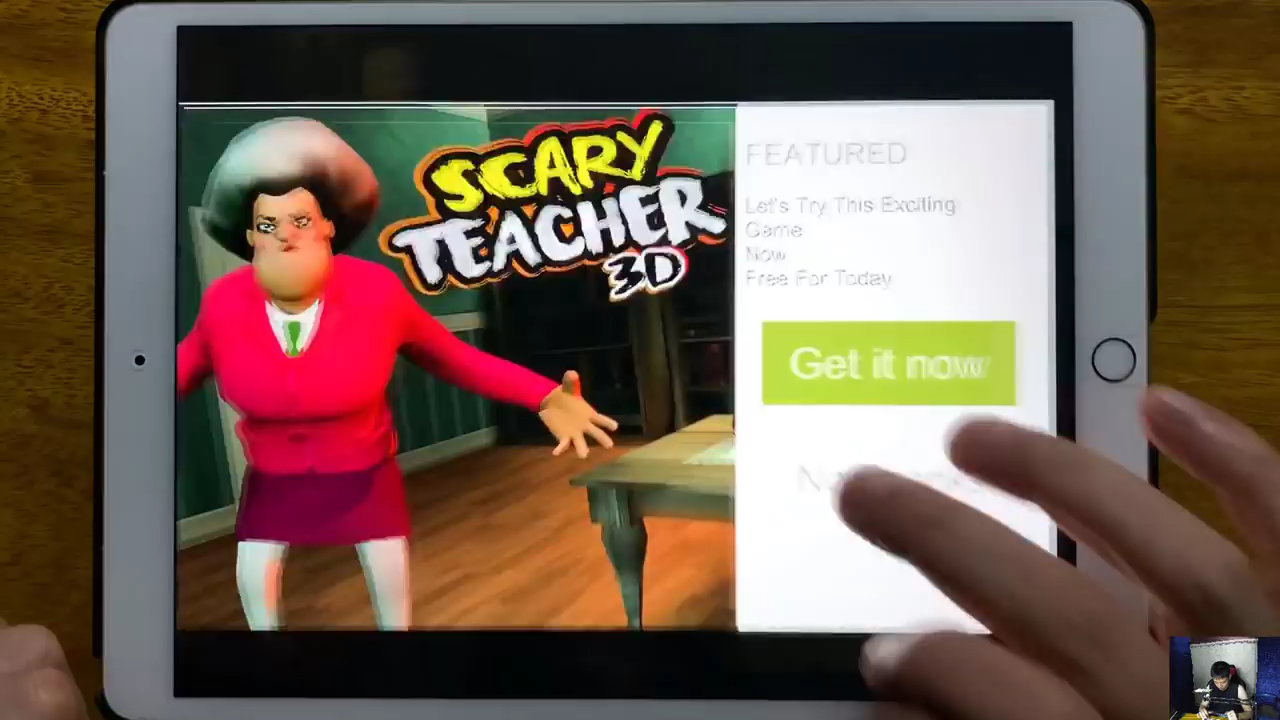 SCARY
TEACHER
3D
FEATURED
Let's Try This Exciting
Game
Now
Free For Today
Get it now